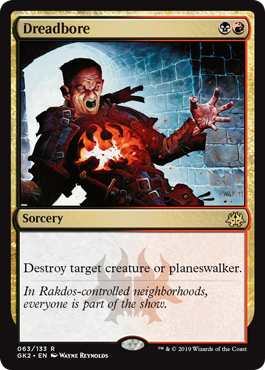 Dreadbore
Sorcery
Destroy target creature or planeswalker.
In Rakdos-controlled neighborhoods,
everyone is part of the show.
063/133 R
GK2 • EN Wayne Reynolds
™ & © 2019 Wizards of the Coast